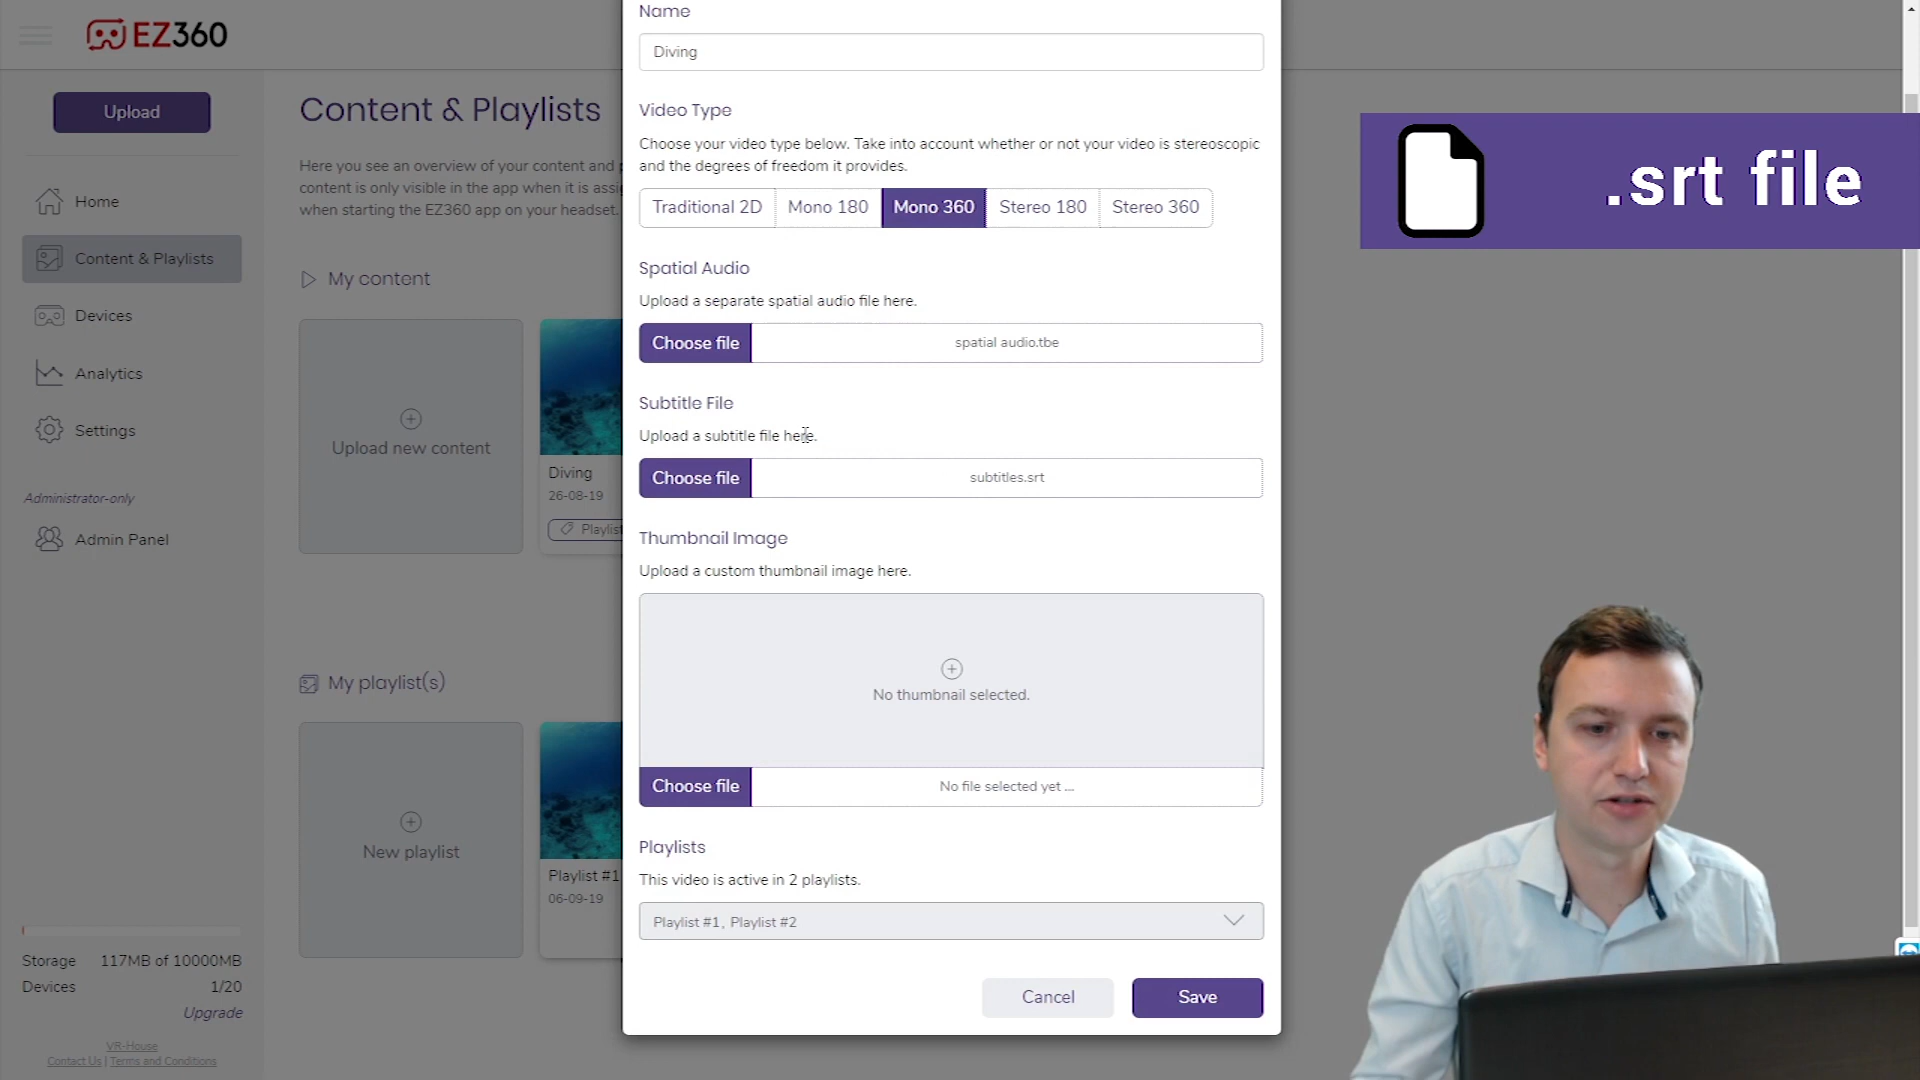 EZ360
Upload
Home
Content & Playlists
Devices
Analytics
Settings
Administrator-only
Admin Panel
Storage 117MB of 10000MB
Devices 1/20
Upgrade
VR-House
Contact Us | Terms and Conditions
Content & Playlists
Here you see an overview of your content and p
content is only visible in the app when it is assi
when starting the EZ360 app on your headset.
My content
Upload new content
Diving
26-08-19
Playlist
My playlist(s)
New playlist
Playlist #1
06-09-19
Name
Diving
Video Type
Choose your video type below. Take into account whether or not your video is stereoscopic
and the degrees of freedom it provides.
Traditional 2D Mono 180 Mono 360 Stereo 180 Stereo 360
Spatial Audio
Upload a separate spatial audio file here.
Choose file spatial audio.tbe
Subtitle File
Upload a subtitle file here.
Choose file subtitles.srt
Thumbnail Image
Upload a custom thumbnail image here.
No thumbnail selected.
Choose file No file selected yet ...
Playlists
This video is active in 2 playlists.
Playlist #1, Playlist #2
Cancel Save
.srt file